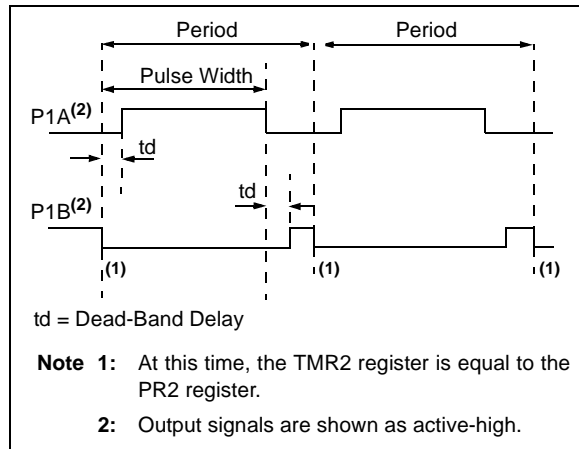 Period
Period
Pulse Width
P1A(2)
td
td
P1B(2)
(1)
(1)
(1)
td = Dead-Band Delay
Note 1: At this time, the TMR2 register is equal to the
PR2 register.
2: Output signals are shown as active-high.